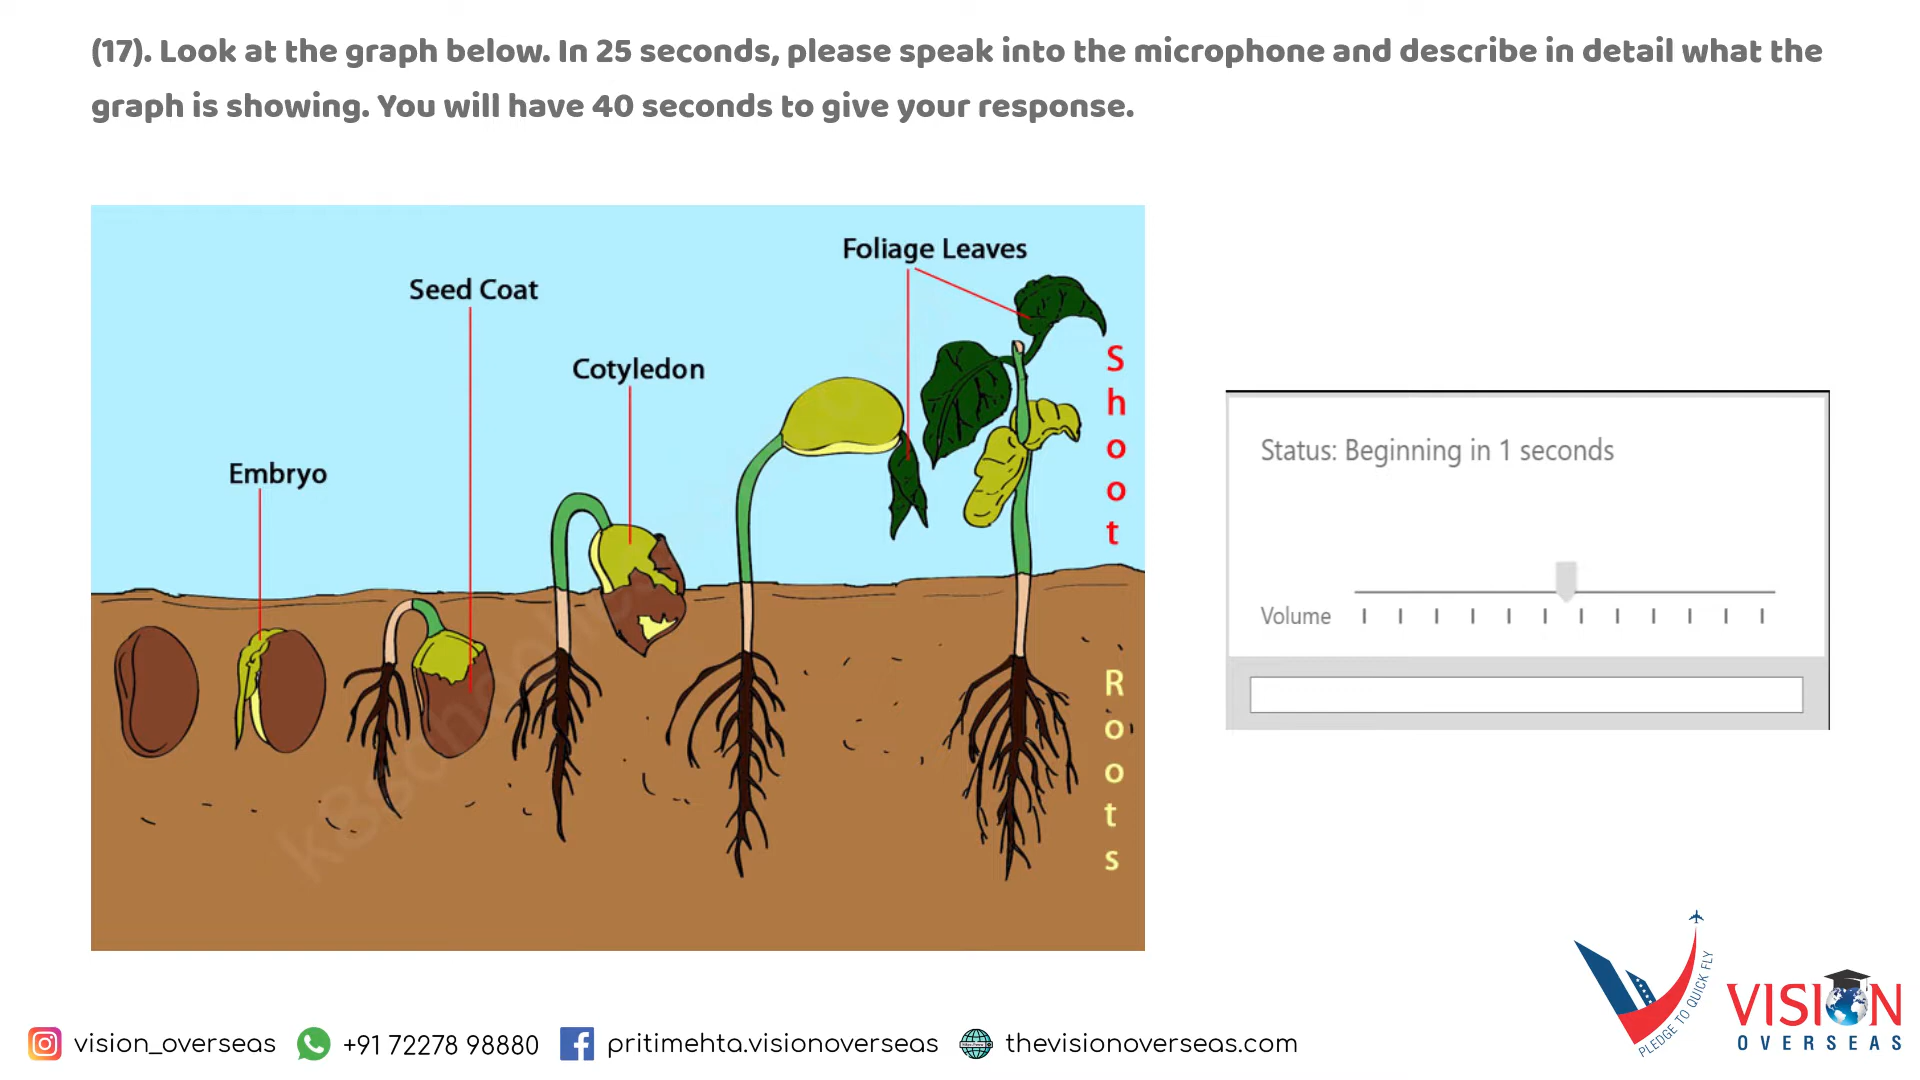 (17). Look at the graph below. In 25 seconds, please speak into the microphone and describe in detail what the
graph is showing. You will have 40 seconds to give your response.
Foliage Leaves
Seed Coat
Cotyledon
Embryo
Shoot
Roots
Status: Beginning in 1 seconds
Volume
PLEDGE TO QUICK FLY
VISION
OVERSEAS
vision_overseas
+91 72278 98880
pritimehta.visionoverseas
thevisionoverseas.com